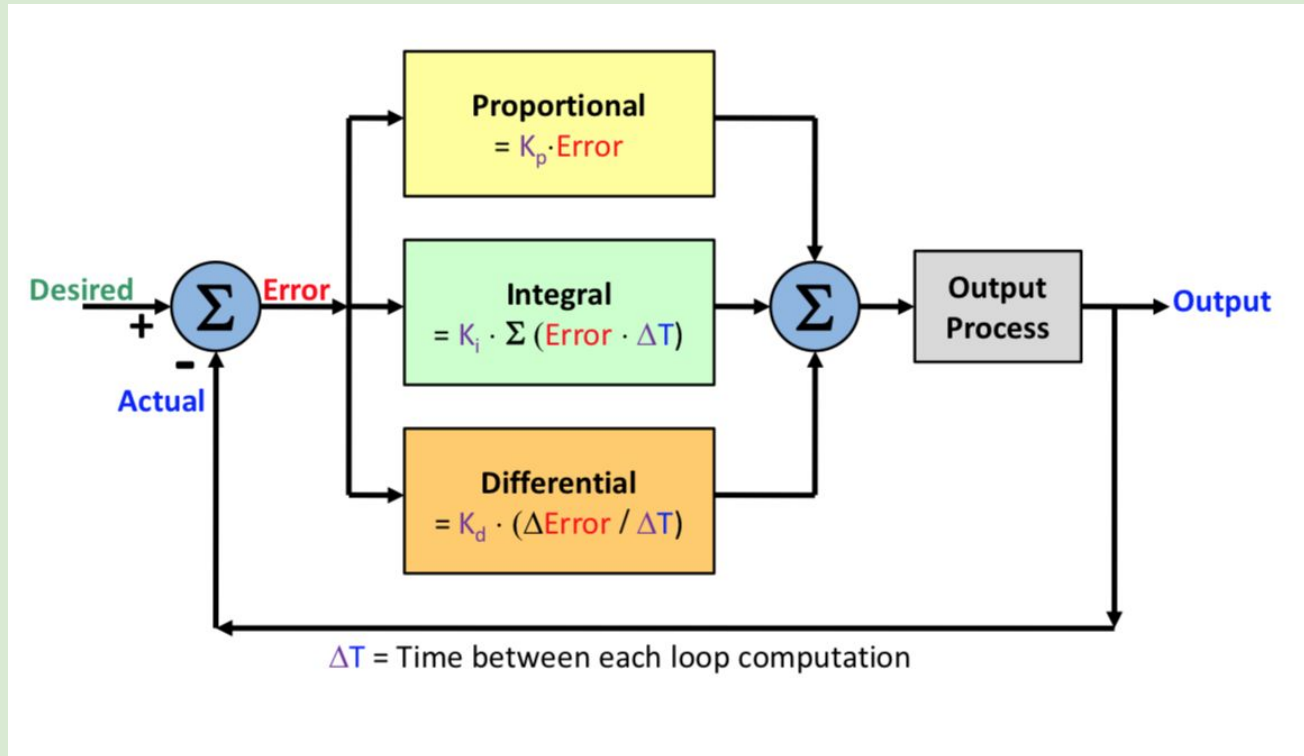 Proportional
= Kp·Error
Desired
+
Σ
Error
-
Actual
Integral
= Ki · Σ (Error · ΔT)
Σ
Output
Process
Output
Differential
= Kd · (ΔError / ΔT)
ΔT = Time between each loop computation